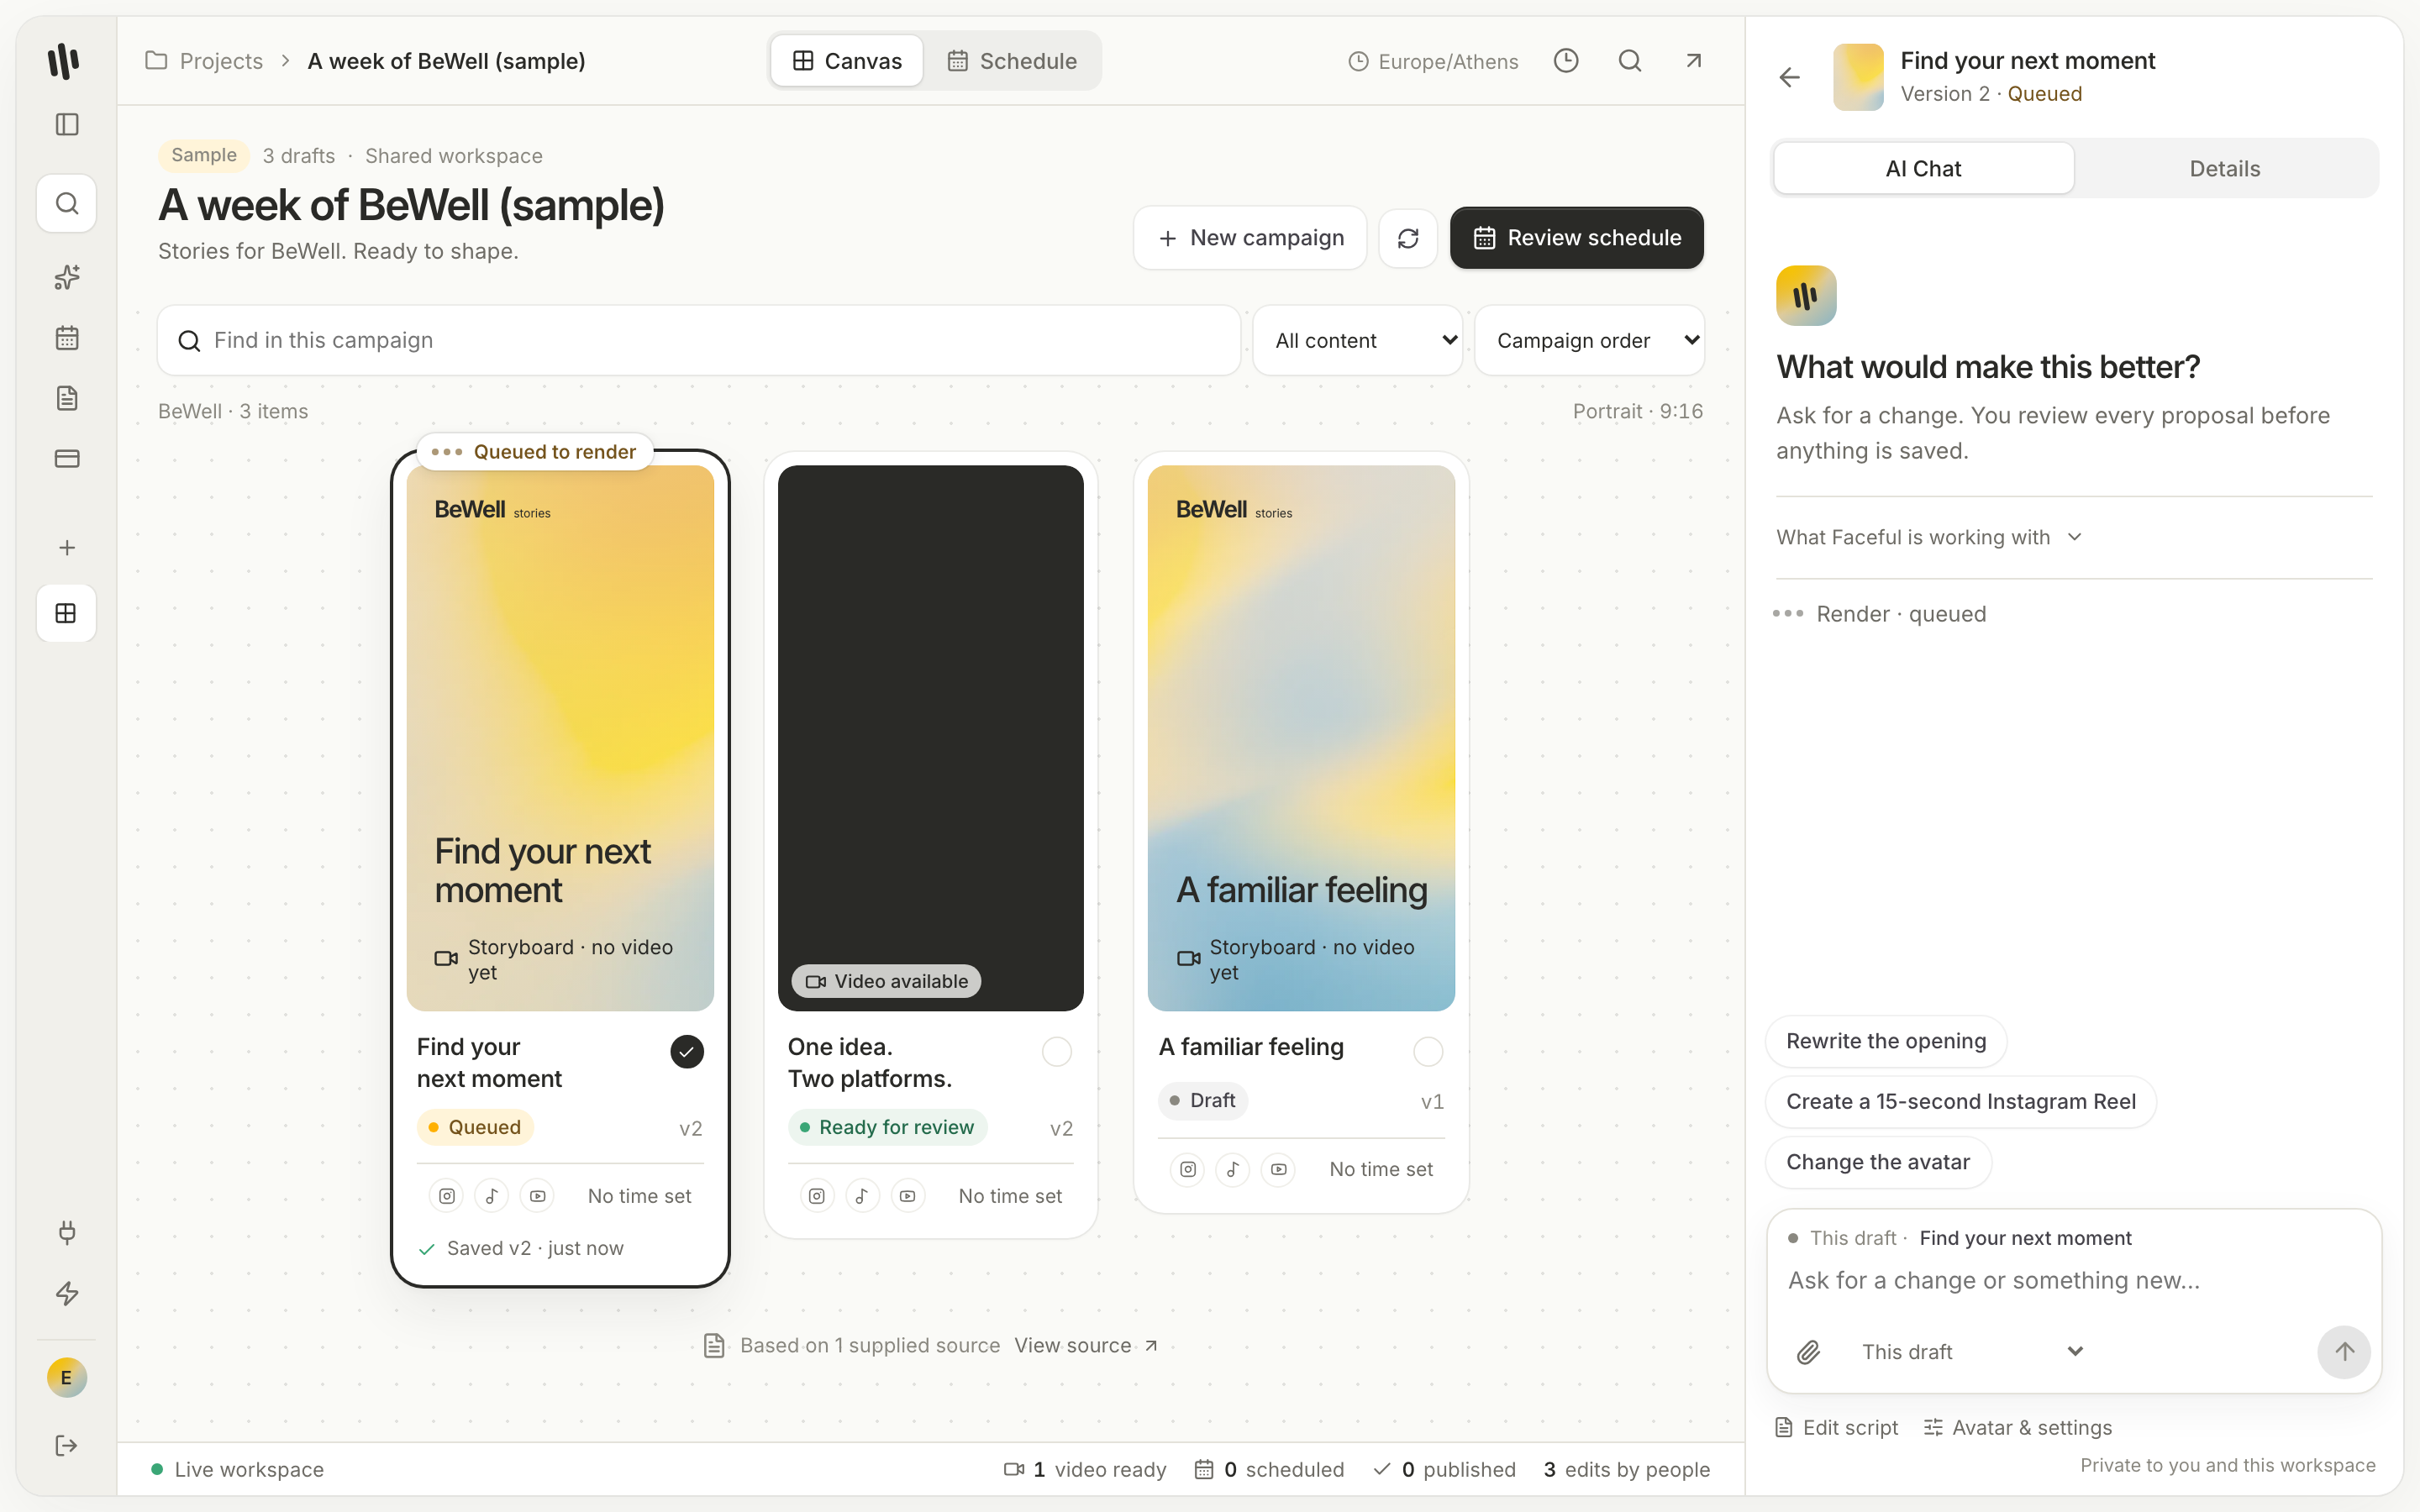 Projects
A week of BeWell (sample)
Canvas
Schedule
Europe/Athens
Sample
3 drafts · Shared workspace
A week of BeWell (sample)
Stories for BeWell. Ready to shape.
New campaign
Review schedule
Find in this campaign
All content
Campaign order
BeWell · 3 items
Portrait · 9:16
Queued to render
BeWell stories
Find your next
moment
Storyboard · no video
yet
Find your
next moment
Queued
v2
No time set
Saved v2 · just now
Video available
One idea.
Two platforms.
Ready for review
v2
No time set
BeWell stories
A familiar feeling
Storyboard · no video
yet
A familiar feeling
Draft
v1
No time set
Based on 1 supplied source View source
E
Live workspace
1 video ready
0 scheduled
0 published
3 edits by people
Find your next moment
Version 2 · Queued
AI Chat
Details
What would make this better?
Ask for a change. You review every proposal before
anything is saved.
What Faceful is working with
Render · queued
Rewrite the opening
Create a 15-second Instagram Reel
Change the avatar
This draft · Find your next moment
Ask for a change or something new...
This draft
Edit script
Avatar & settings
Private to you and this workspace